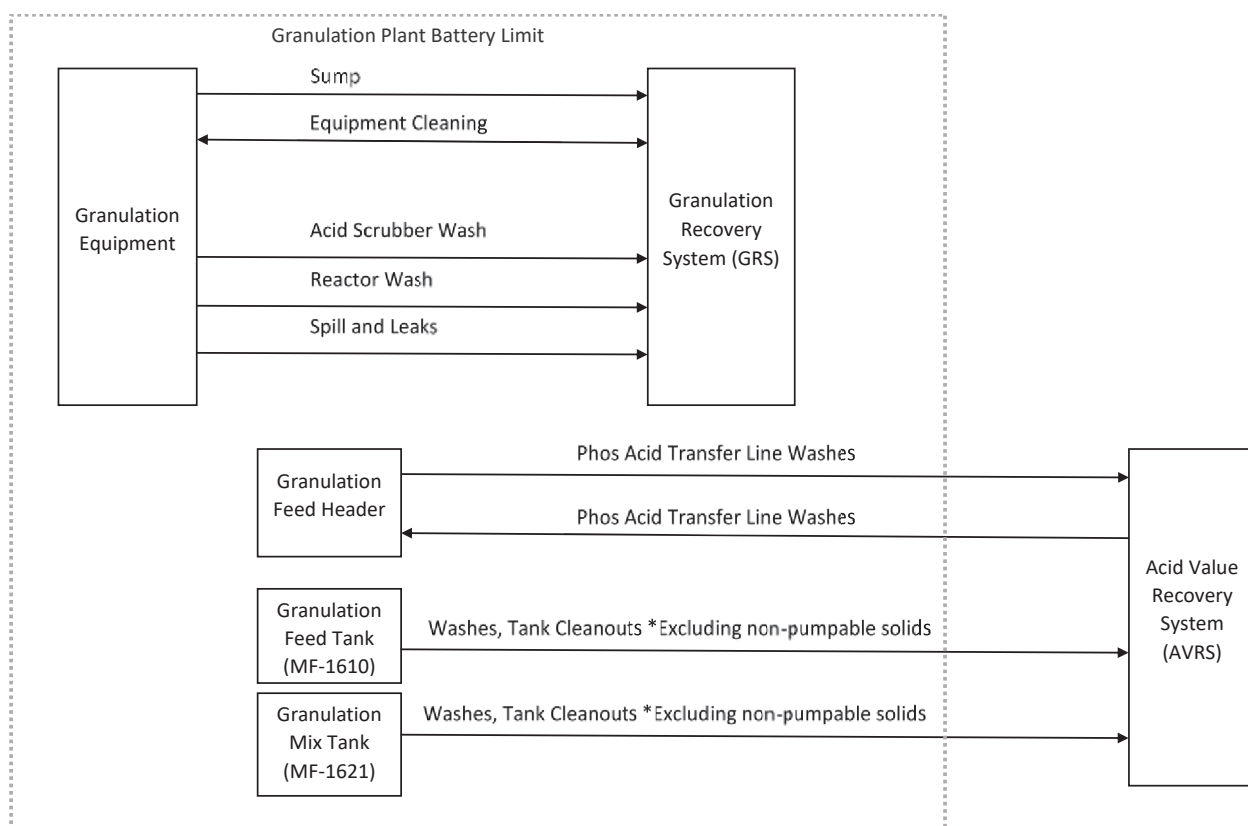 Granulation Plant Battery Limit
Sump
Equipment Cleaning
Granulation
Equipment
Acid Scrubber Wash
Reactor Wash
Spill and Leaks
Granulation
Recovery
System (GRS)
Granulation
Feed Header
Phos Acid Transfer Line Washes
Phos Acid Transfer Line Washes
Granulation
Feed Tank
(MF-1610)
Washes, Tank Cleanouts *Excluding non-pumpable solids
Granulation
Mix Tank
(MF-1621)
Washes, Tank Cleanouts *Excluding non-pumpable solids
Acid Value
Recovery
System
(AVRS)